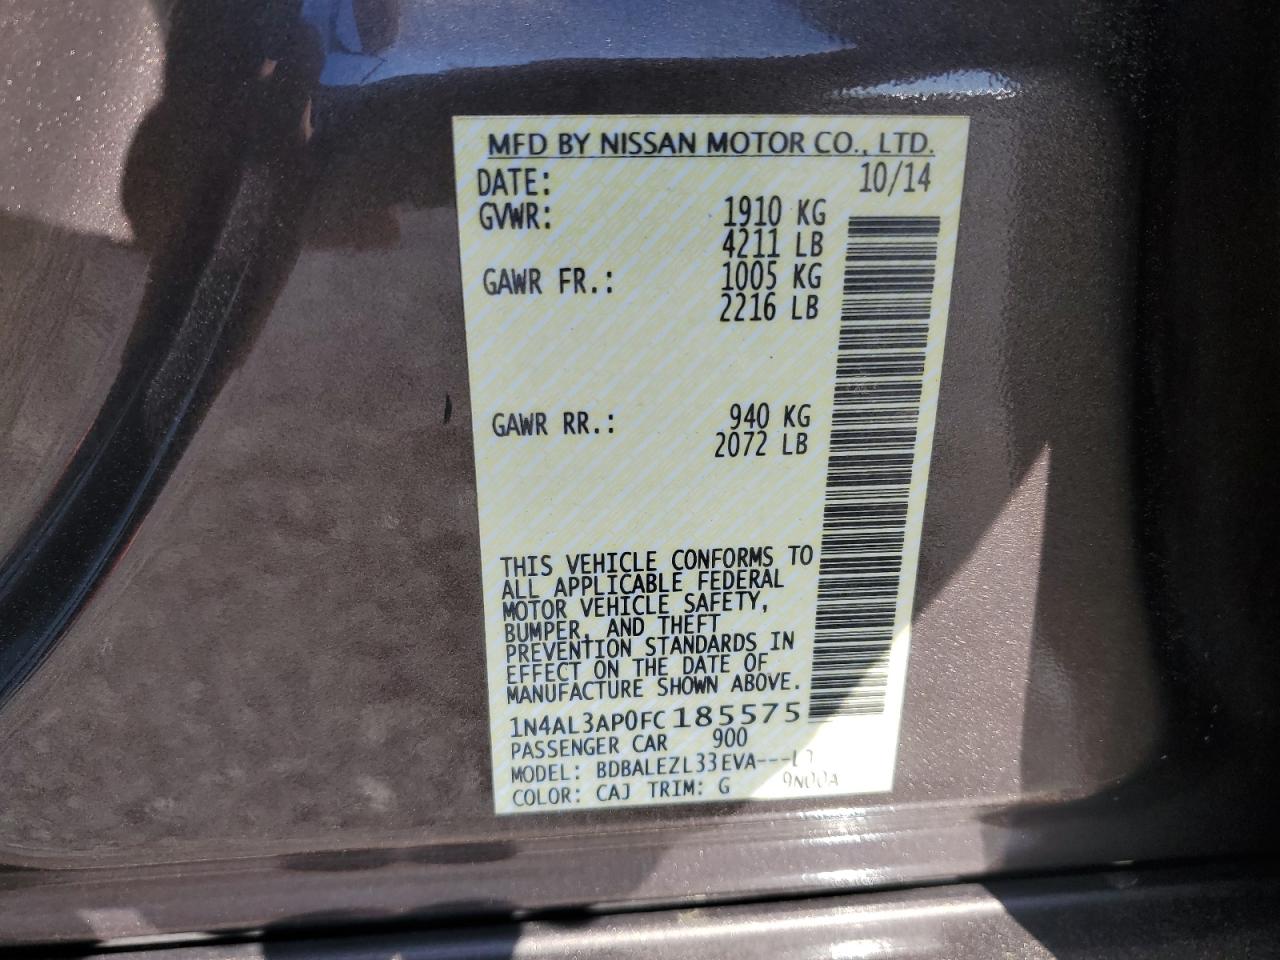 MFD BY NISSAN MOTOR CO., LTD.
DATE: 10/14
GVWR: 1910 KG
4211 LB
GAWR FR.: 1005 KG
2216 LB
GAWR RR.: 940 KG
2072 LB
THIS VEHICLE CONFORMS TO
ALL APPLICABLE FEDERAL
MOTOR VEHICLE SAFETY,
BUMPER, AND THEFT
PREVENTION STANDARDS IN
EFFECT ON THE DATE OF
MANUFACTURE SHOWN ABOVE.
1N4AL3AP0FC185575
PASSENGER CAR 900
MODEL: BDBALEZL33EVA---
COLOR: CAJ TRIM: G 9N00A